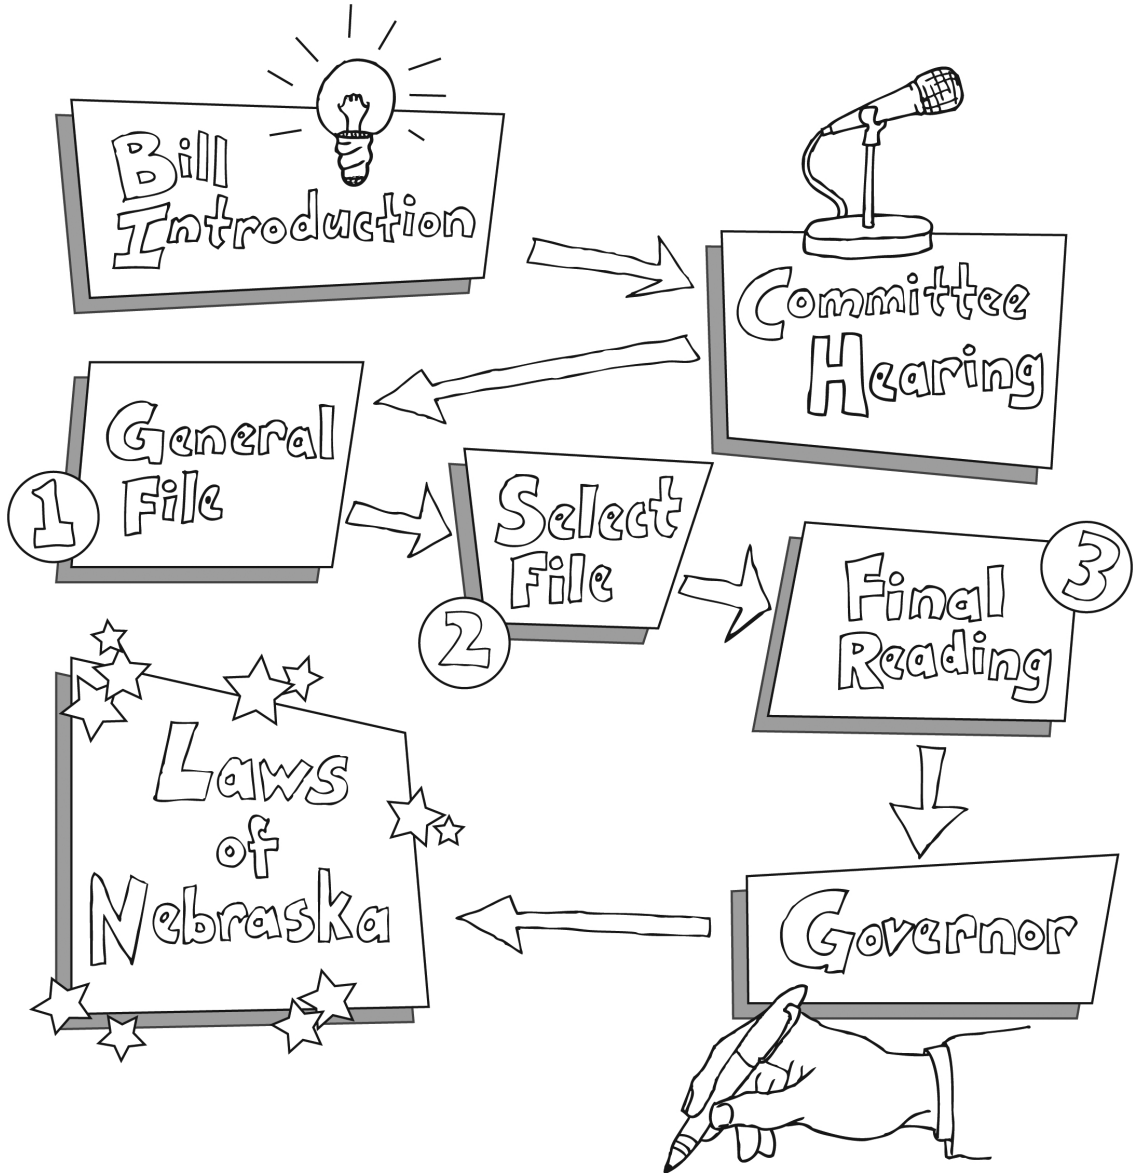 Bill
Introduction
Committee
Hearing
General
File
1
Select
File
2
Final
Reading
3
Governor
Laws
of
Nebraska